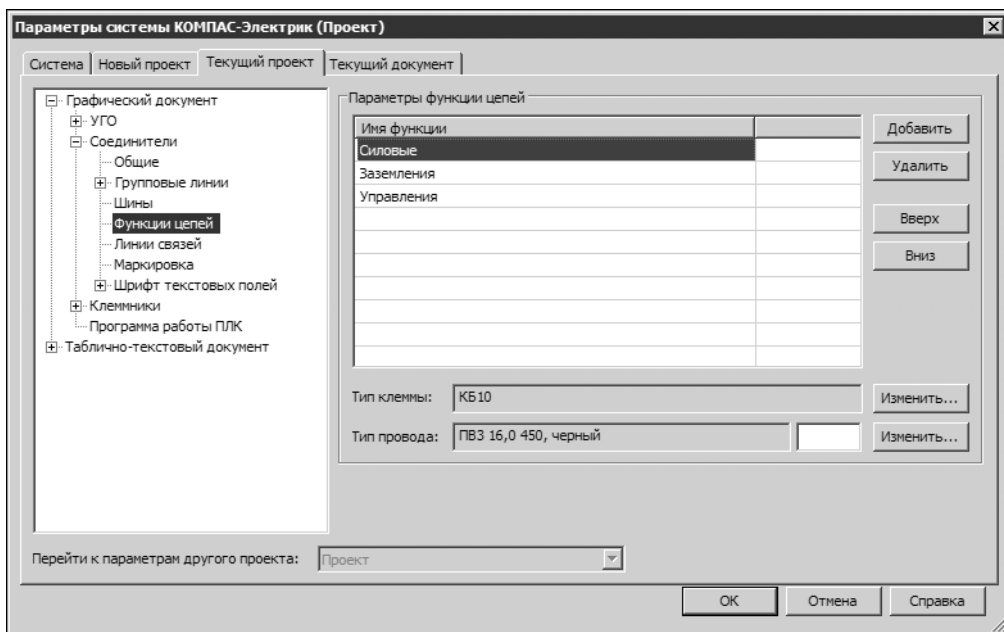 Параметры системы КОМПАС-Электрик (Проект)
Система
Новый проект
Текущий проект
Текущий документ
Графический документ
УГО
Соединители
Общие
Групповые линии
Шины
Функции цепей
Линии связей
Маркировка
Шрифт текстовых полей
Клеммники
Программа работы ПЛК
Таблично-текстовый документ
Параметры функции цепей
Имя функции
Силовые
Заземления
Управления
Добавить
Удалить
Вверх
Вниз
Тип клеммы: КБ10 Изменить...
Тип провода: ПВ3 16,0 450, черный Изменить...
Перейти к параметрам другого проекта: Проект
ОК Отмена Справка